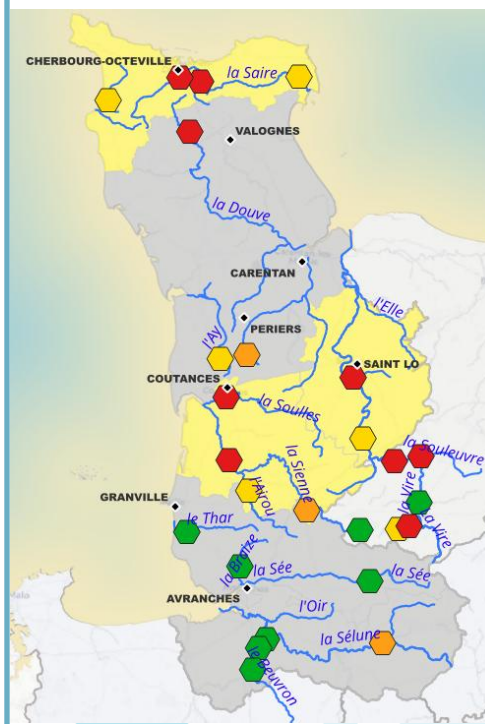 CHERBOURG-OCTEVILLE
la Saire
VALOGNES
la Douve
CARENTAN
l'Elle
PERIERS
l'Ay
SAINT LO
COUTANCES
la Soulles
la Souleuvre
la Sienne
l'Airou
la Vire
GRANVILLE
le Thar
la Vire
la Braize
la Sée
la Sée
AVRANCHES
l'Oir
la Sélune
le Beuvron